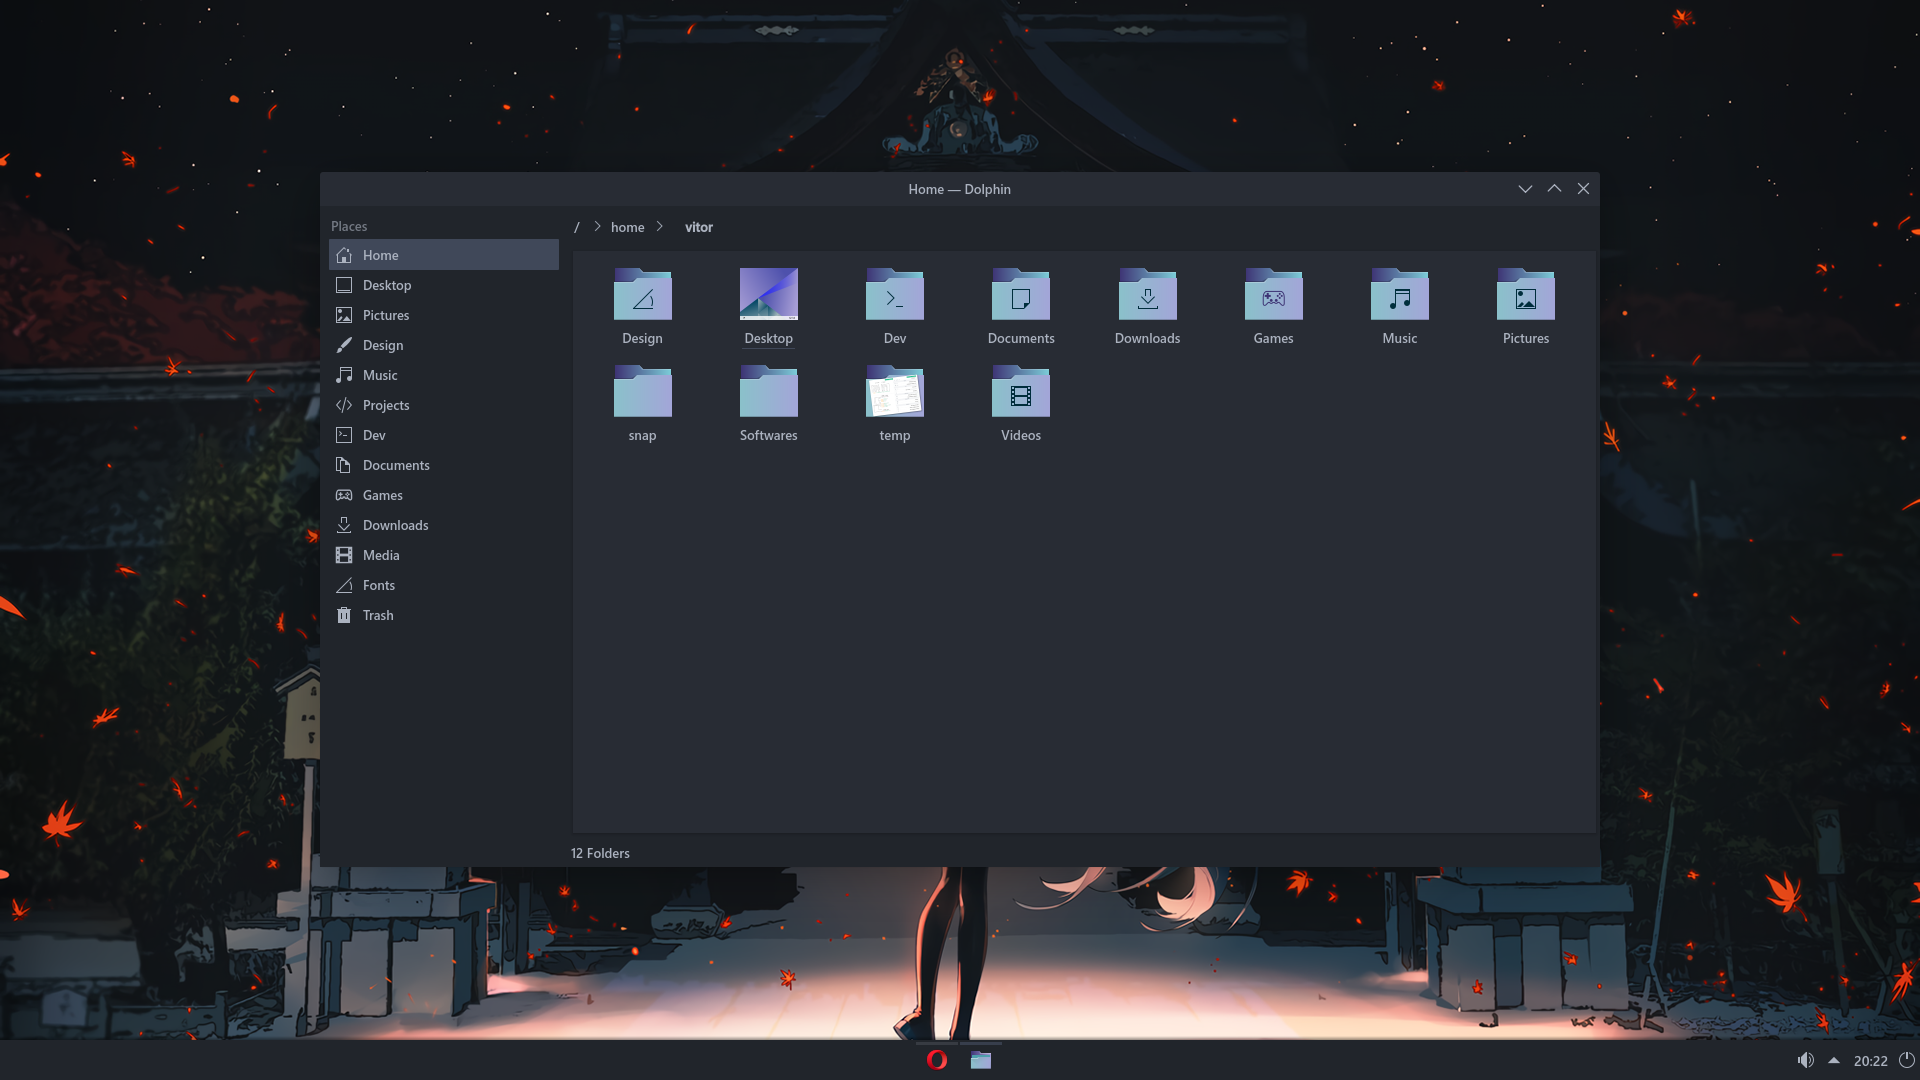 Home — Dolphin
Places
Home
Desktop
Pictures
Design
Music
Projects
Dev
Documents
Games
Downloads
Media
Fonts
Trash
/ home vitor
Design Desktop Dev Documents Downloads Games Music Pictures
snap Softwares temp Videos
12 Folders
20:22